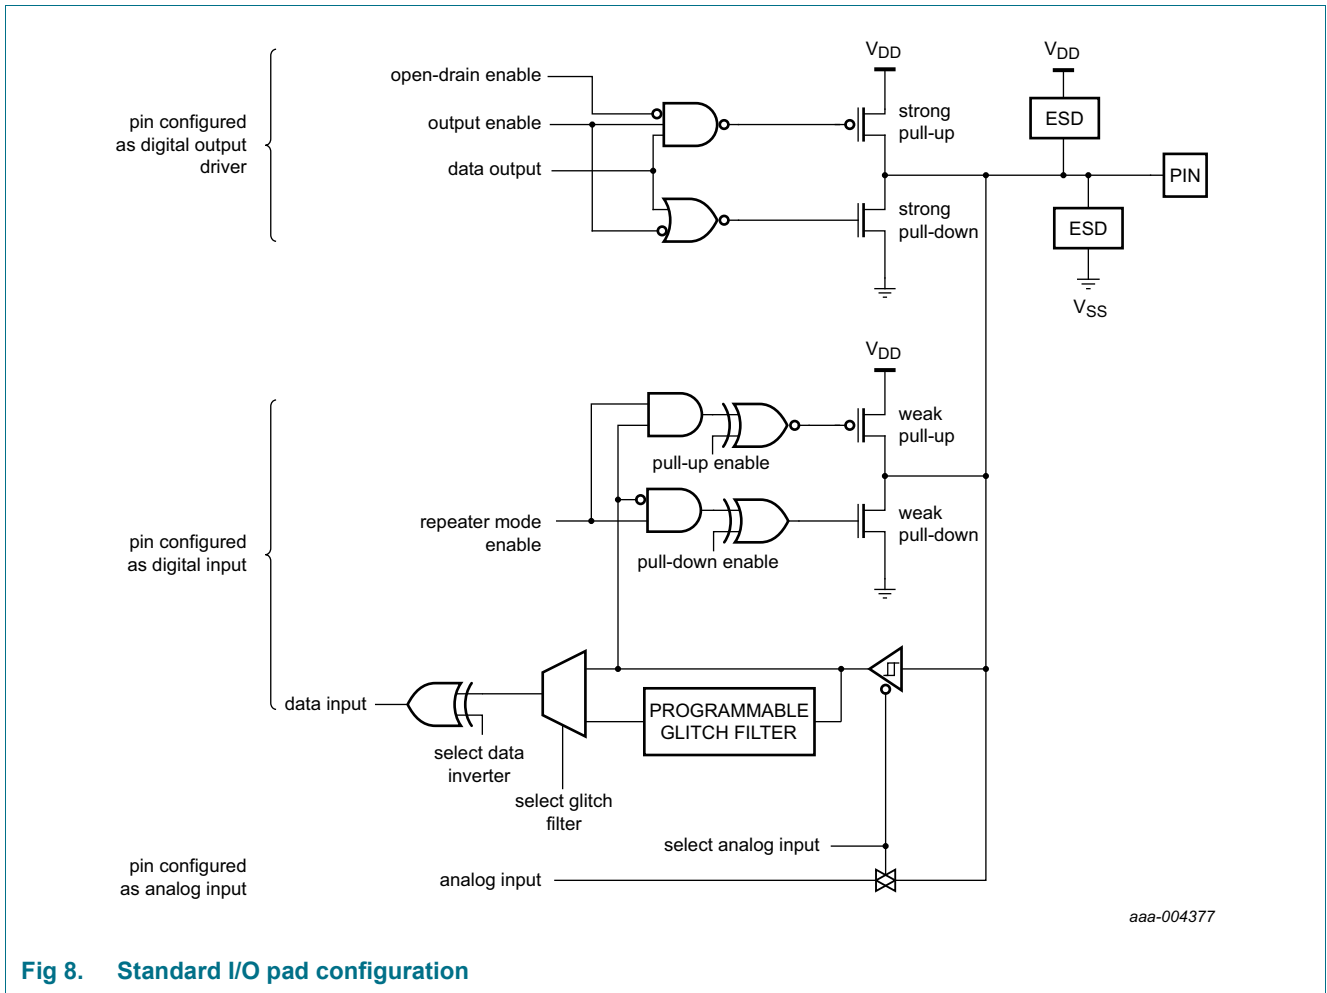 VDD
VDD
open-drain enable
strong
pull-up
ESD
pin configured
as digital output
driver
output enable
data output
PIN
strong
pull-down
ESD
VSS
VDD
weak
pull-up
pull-up enable
repeater mode
enable
weak
pull-down
pull-down enable
pin configured
as digital input
data input
PROGRAMMABLE
GLITCH FILTER
select data
inverter
select glitch
filter
select analog input
pin configured
as analog input
analog input
aaa-004377
Fig 8. Standard I/O pad configuration